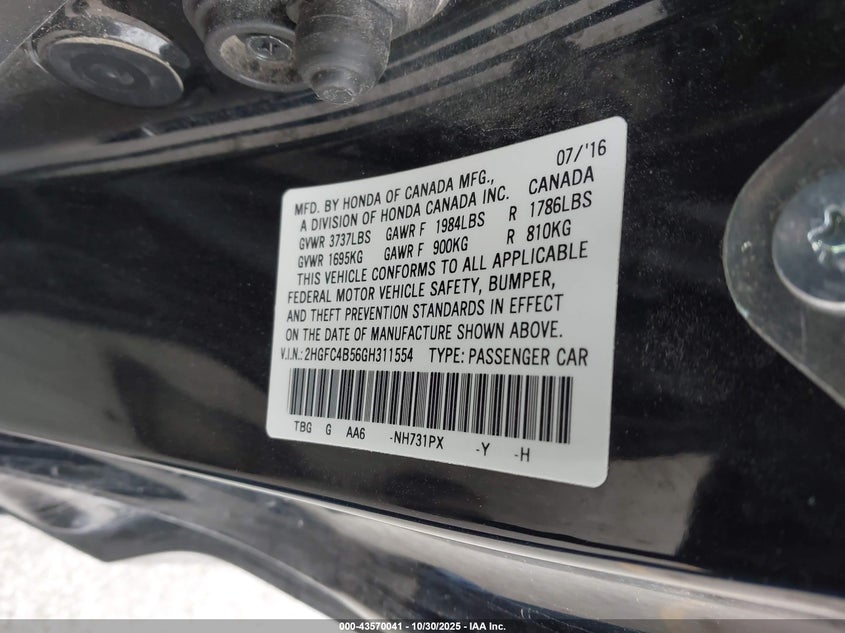 07/'16
MFD. BY HONDA OF CANADA MFG., CANADA
A DIVISION OF HONDA CANADA INC.
GVWR 3737LBS GAWR F 1984LBS R 1786LBS
GVWR 1695KG GAWR F 900KG R 810KG
THIS VEHICLE CONFORMS TO ALL APPLICABLE
FEDERAL MOTOR VEHICLE SAFETY, BUMPER,
AND THEFT PREVENTION STANDARDS IN EFFECT
ON THE DATE OF MANUFACTURE SHOWN ABOVE.
V.I.N.: 2HGFC4B56GH311554 TYPE: PASSENGER CAR
TBG G AA6 -NH731PX -Y -H
000-43570041 - 10/30/2025 - IAA Inc.